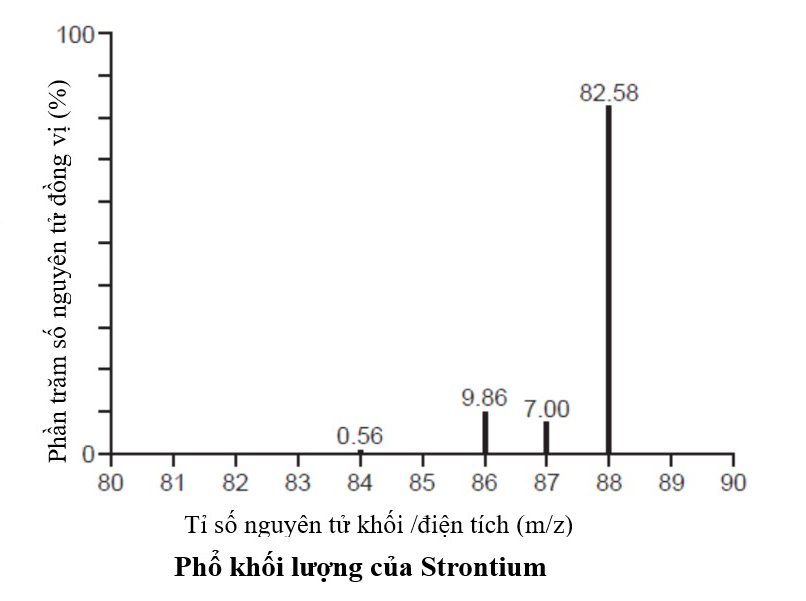 100
Phần trăm số nguyên tử đồng vị (%)
82.58
9.86
7.00
0.56
0
80 81 82 83 84 85 86 87 88 89 90
Tỉ số nguyên tử khối /điện tích (m/z)
Phổ khối lượng của Strontium